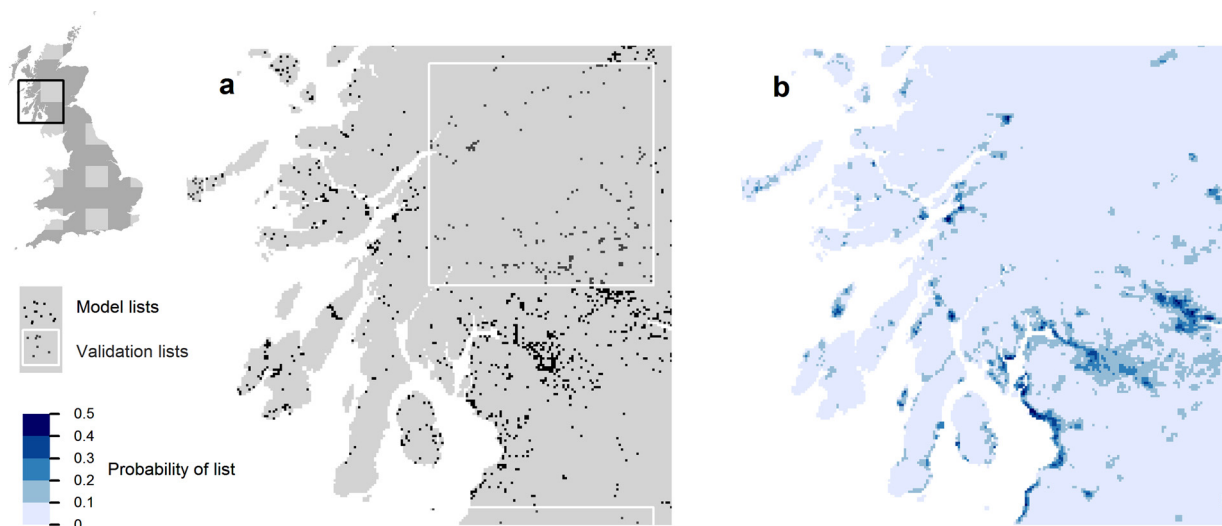 a
b
Model lists
Validation lists
0.5
0.4
0.3
0.2
0.1
0
Probability of list